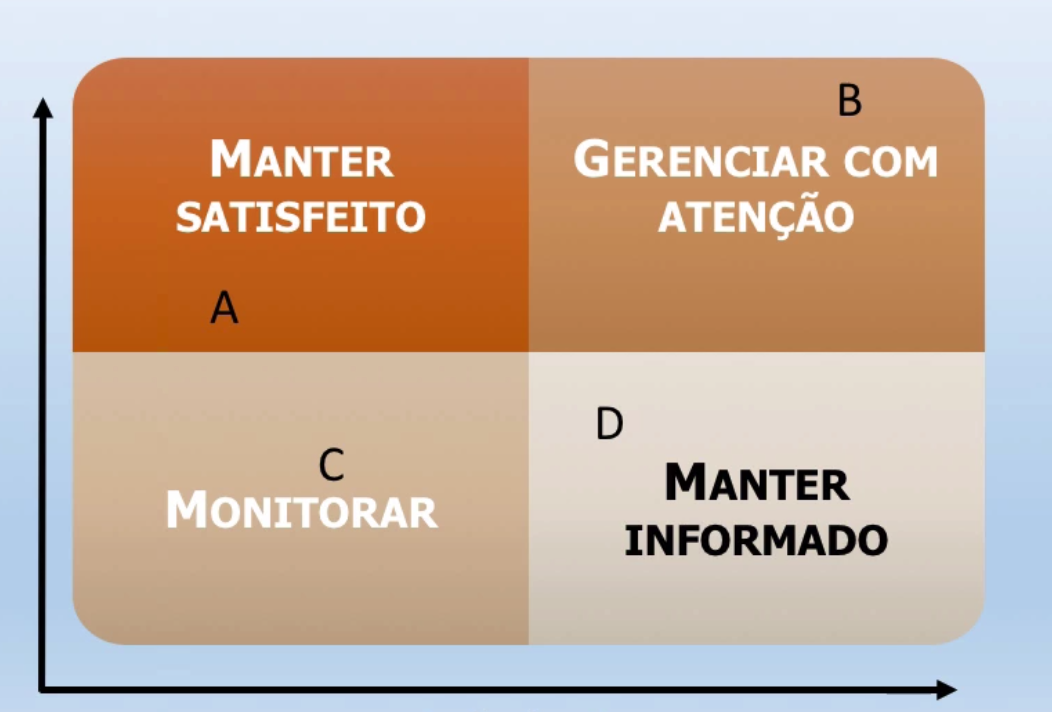 B
MANTER
SATISFEITO
GERENCIAR COM
ATENÇÃO
A
D
C
MONITORAR
MANTER
INFORMADO